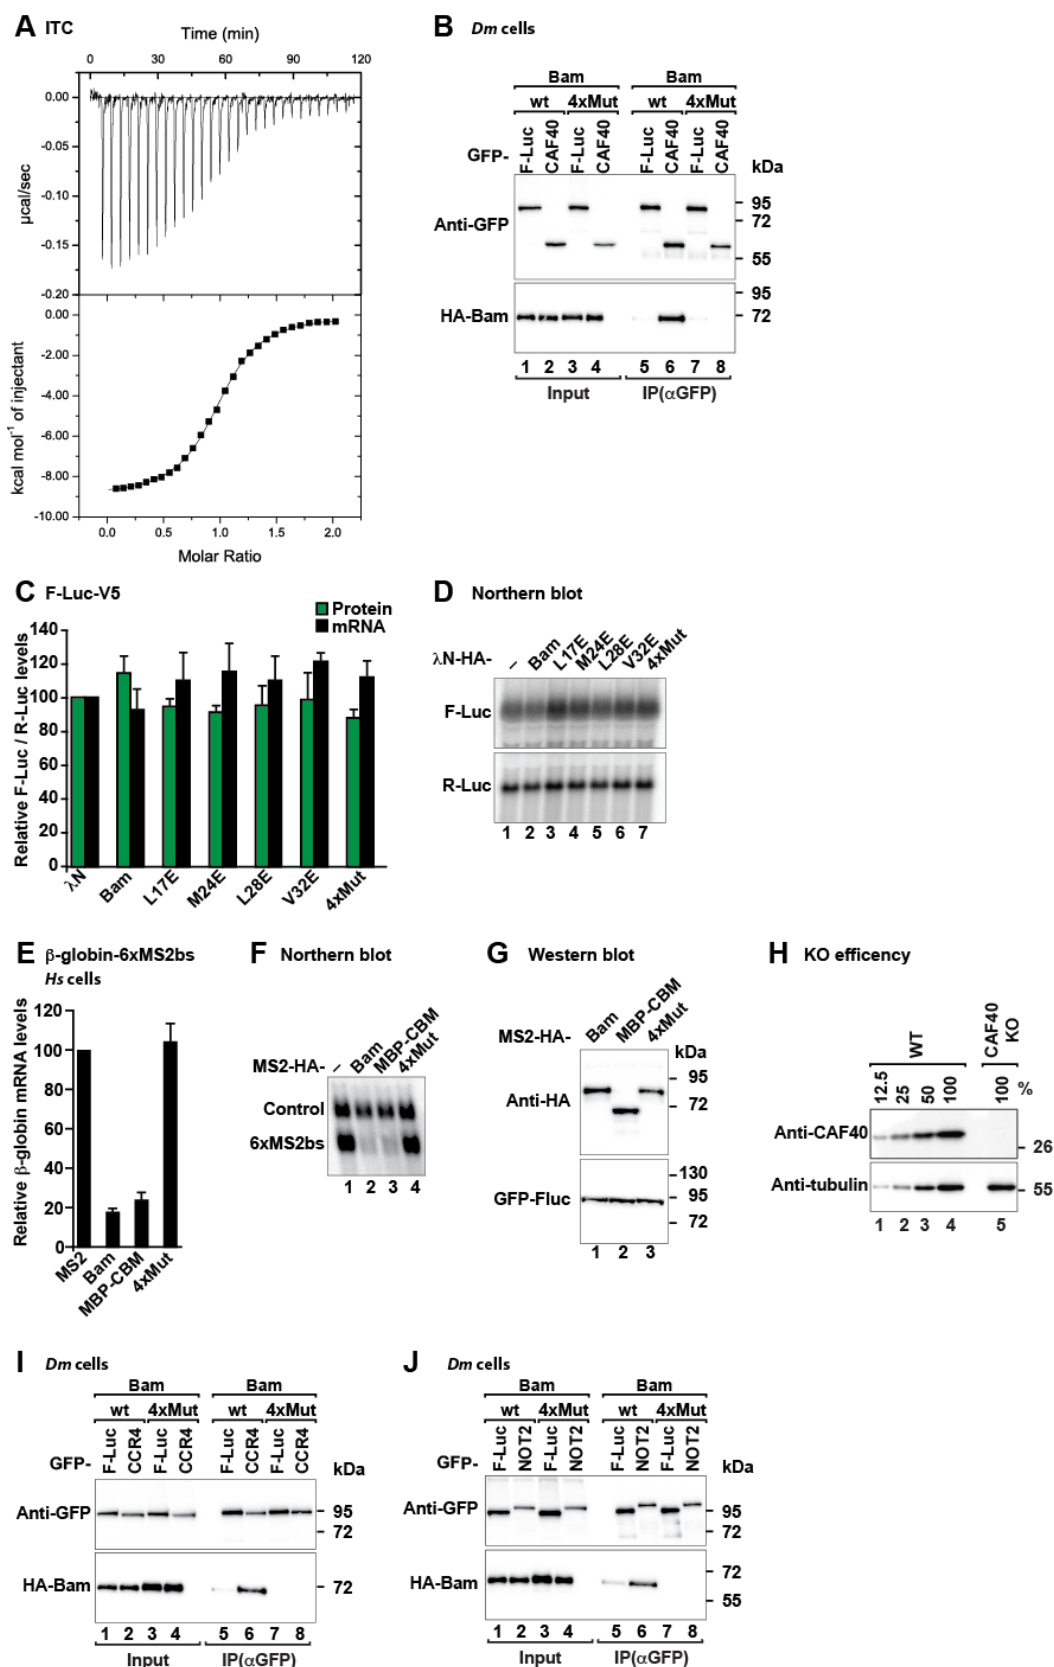 A ITC
Time (min)
0 30 60 90 120
0.00
-0.05
-0.10
-0.15
-0.20
µcal/sec
0.00
-2.00
-4.00
-6.00
-8.00
-10.00
kcal mol⁻¹ of injectant
0.0 0.5 1.0 1.5 2.0
Molar Ratio
B Dm cells
Bam Bam
wt 4xMut wt 4xMut
GFP- F-Luc CAF40 F-Luc CAF40 F-Luc CAF40 F-Luc CAF40 kDa
Anti-GFP
95
72
55
HA-Bam
95
72
1 2 3 4 5 6 7 8
Input IP(αGFP)
C F-Luc-V5
Protein
mRNA
Relative F-Luc / R-Luc levels
140
120
100
80
60
40
20
0
λN Bam L17E M24E L28E V32E 4xMut
D Northern blot
λN-HA- – Bam L17E M24E L28E V32E 4xMut
F-Luc
R-Luc
1 2 3 4 5 6 7
E β-globin-6xMS2bs
Hs cells
Relative β-globin mRNA levels
120
100
80
60
40
20
0
MS2 Bam MBP-CBM 4xMut
F Northern blot
MS2-HA- – Bam MBP-CBM 4xMut
Control
6xMS2bs
1 2 3 4
G Western blot
MS2-HA- Bam MBP-CBM 4xMut
kDa
Anti-HA
95
72
GFP-Fluc
130
95
72
1 2 3
H KO efficency
WT CAF40 KO
12.5 25 50 100 100 %
Anti-CAF40
26
Anti-tubulin
55
1 2 3 4 5
I Dm cells
Bam Bam
wt 4xMut wt 4xMut
GFP- F-Luc CCR4 F-Luc CCR4 F-Luc CCR4 F-Luc CCR4 kDa
Anti-GFP
95
72
HA-Bam
72
1 2 3 4 5 6 7 8
Input IP(αGFP)
J Dm cells
Bam Bam
wt 4xMut wt 4xMut
GFP- F-Luc NOT2 F-Luc NOT2 F-Luc NOT2 F-Luc NOT2 kDa
Anti-GFP
95
72
HA-Bam
72
55
1 2 3 4 5 6 7 8
Input IP(αGFP)